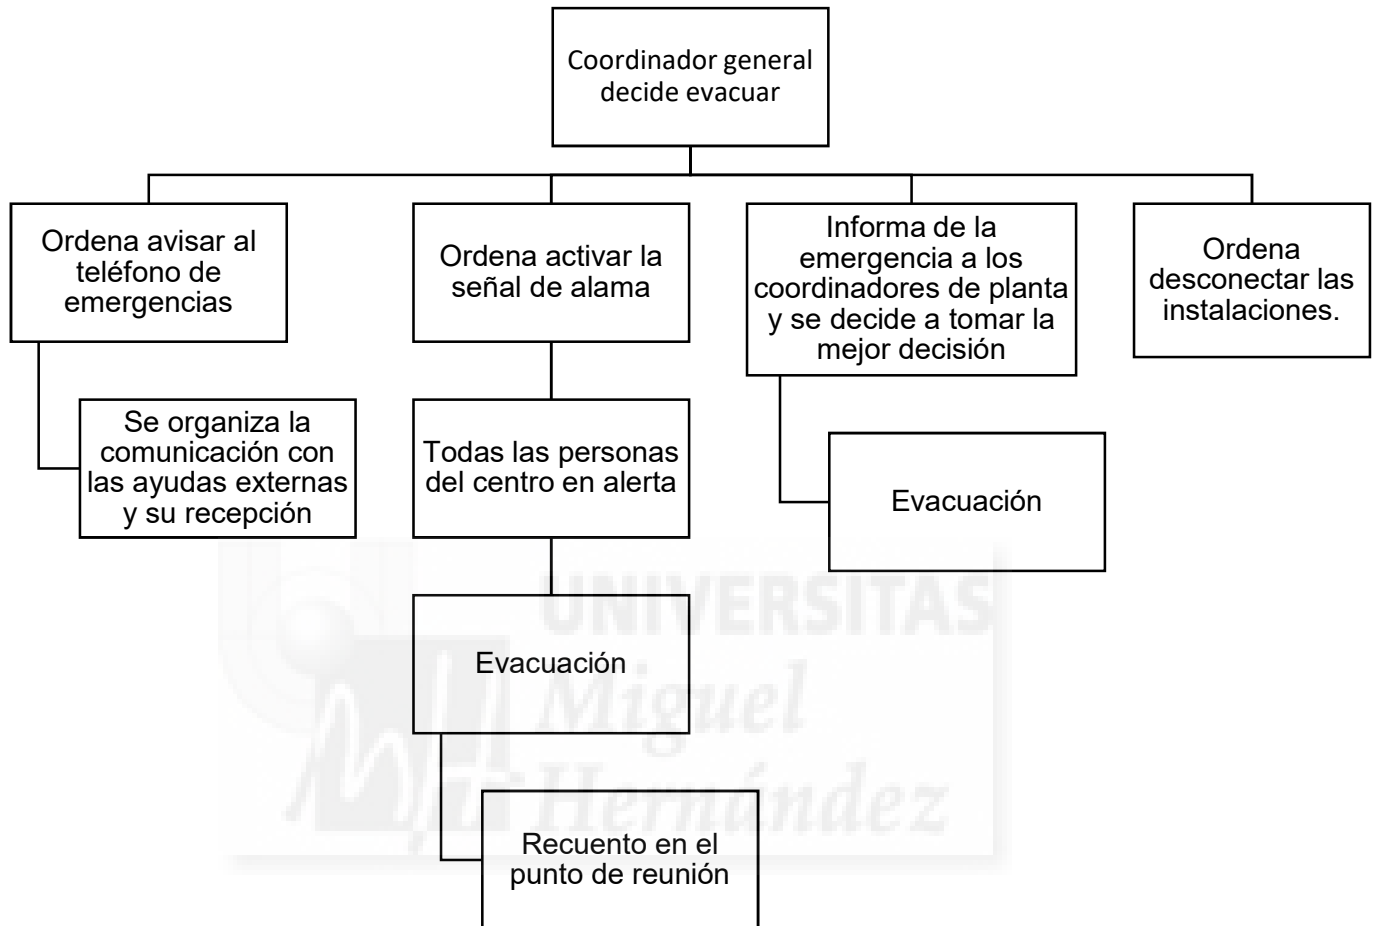 Coordinador general
decide evacuar
Ordena avisar al
teléfono de
emergencias
Ordena activar la
señal de alama
Informa de la
emergencia a los
coordinadores de planta
y se decide a tomar la
mejor decisión
Ordena
desconectar las
instalaciones.
Se organiza la
comunicación con
las ayudas externas
y su recepción
Todas las personas
del centro en alerta
Evacuación
Evacuación
Recuento en el
punto de reunión
UNIVERSITAS
Miguel
Hernández